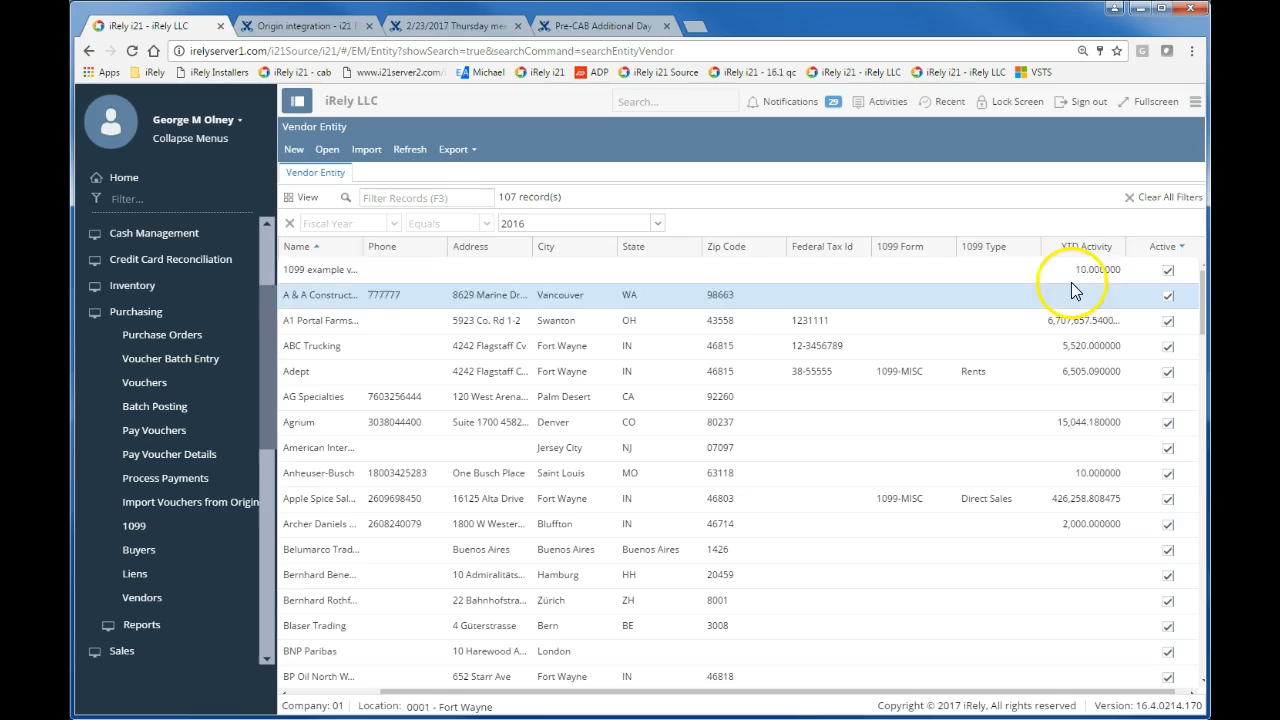 iRely i21 - iRely LLC
Origin integration - i21 F
2/23/2017 Thursday me
Pre-CAB Additional Day
irelyserver1.com/i21Source/i21/#/EM/Entity?showSearch=true&searchCommand=searchEntityVendor
Apps iRely iRely Installers iRely i21 - cab www.i21server2.com/ EA Michael iRely i21 ADP iRely i21 Source iRely i21 - 16.1 qc iRely i21 - iRely LLC iRely i21 - iRely LLC VSTS
George M Olney
Collapse Menus
Home
Filter...
Cash Management
Credit Card Reconciliation
Inventory
Purchasing
Purchase Orders
Voucher Batch Entry
Vouchers
Batch Posting
Pay Vouchers
Pay Voucher Details
Process Payments
Import Vouchers from Origin
1099
Buyers
Liens
Vendors
Reports
Sales
iRely LLC Search... Notifications 29 Activities Recent Lock Screen Sign out Fullscreen
Vendor Entity
New Open Import Refresh Export
Vendor Entity
View Filter Records (F3) 107 record(s) Clear All Filters
Fiscal Year Equals 2016
Name Phone Address City State Zip Code Federal Tax Id 1099 Form 1099 Type YTD Activity Active
1099 example v... 10.000000
A & A Construct... 777777 8629 Marine Dr... Vancouver WA 98663
A1 Portal Farms... 5923 Co. Rd 1-2 Swanton OH 43558 1231111 6,707,657.5400...
ABC Trucking 4242 Flagstaff Cv Fort Wayne IN 46815 12-3456789 5,520.000000
Adept 4242 Flagstaff C... Fort Wayne IN 46815 38-55555 1099-MISC Rents 6,505.090000
AG Specialties 7603256444 120 West Arena... Palm Desert CA 92260
Agrium 3038044400 Suite 1700 4582... Denver CO 80237 15,044.180000
American Inter... Jersey City NJ 07097
Anheuser-Busch 18003425283 One Busch Place Saint Louis MO 63118 10.000000
Apple Spice Sal... 2609698450 16125 Alta Drive Fort Wayne IN 46803 1099-MISC Direct Sales 426,258.808475
Archer Daniels ... 2608240079 1800 W Wester... Bluffton IN 46714 2,000.000000
Belumarco Trad... Buenos Aires Buenos Aires Buenos Aires 1426
Bernhard Bene... 10 Admiralitäts... Hamburg HH 20459
Bernhard Rothf... 22 Bahnhofstra... Zürich ZH 8001
Blaser Trading 4 Güterstrasse Bern BE 3008
BNP Paribas 10 Harewood A... London
BP Oil North W... 652 Starr Ave Fort Wayne IN 46218
Company: 01 Location: 0001 - Fort Wayne Copyright © 2017 iRely, All rights reserved Version: 16.4.0214.170